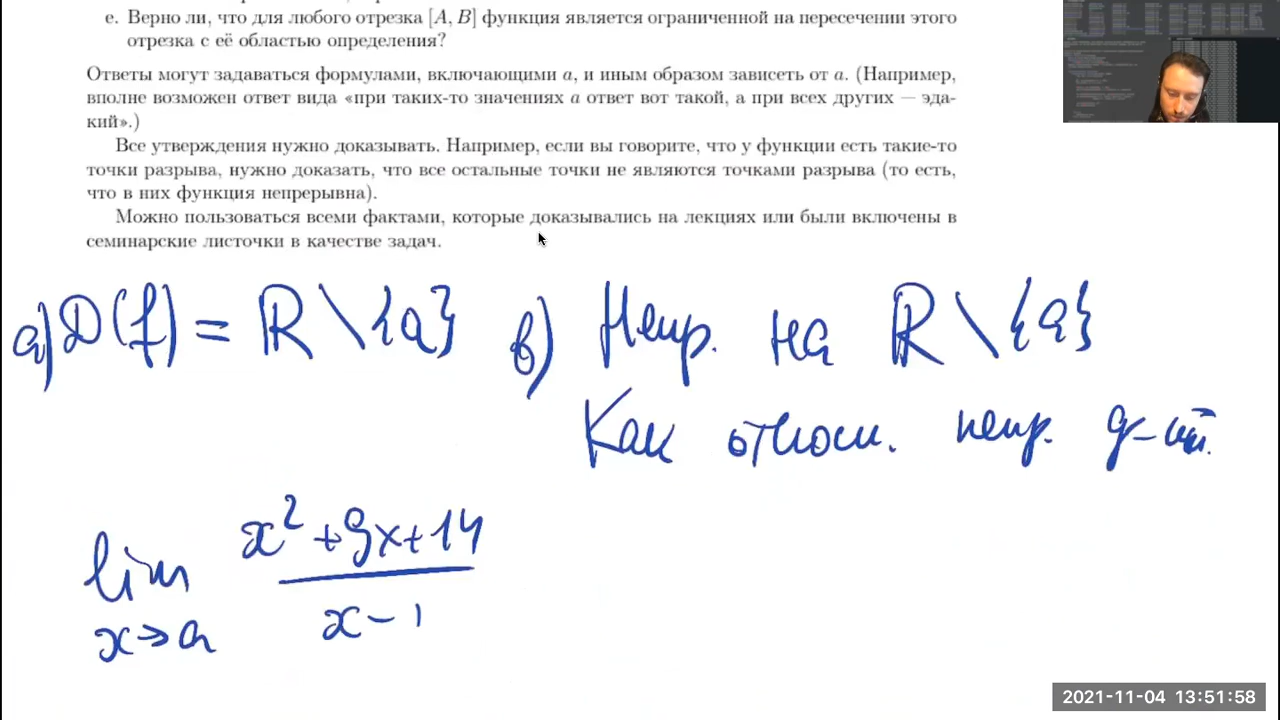 е. Верно ли, что для любого отрезка [A, B] функция является ограниченной на пересечении этого
отрезка с её областью определения?
Ответы могут задаваться формулами, включающими a, и иным образом зависеть от a. (Например,
вполне возможен ответ вида «при таких-то значениях a ответ вот такой, а при всех других — эда-
кий».)
Все утверждения нужно доказывать. Например, если вы говорите, что у функции есть такие-то
точки разрыва, нужно доказать, что все остальные точки не являются точками разрыва (то есть,
что в них функция непрерывна).
Можно пользоваться всеми фактами, которые доказывались на лекциях или были включены в
семинарские листочки в качестве задач.
а) D(f) = ℝ \ {a}
в) Непр. на ℝ \ {a}
Как относи. непр. ф-ий.
lim x→a
x² + 9x + 14
x −
2021-11-04 13:51:58